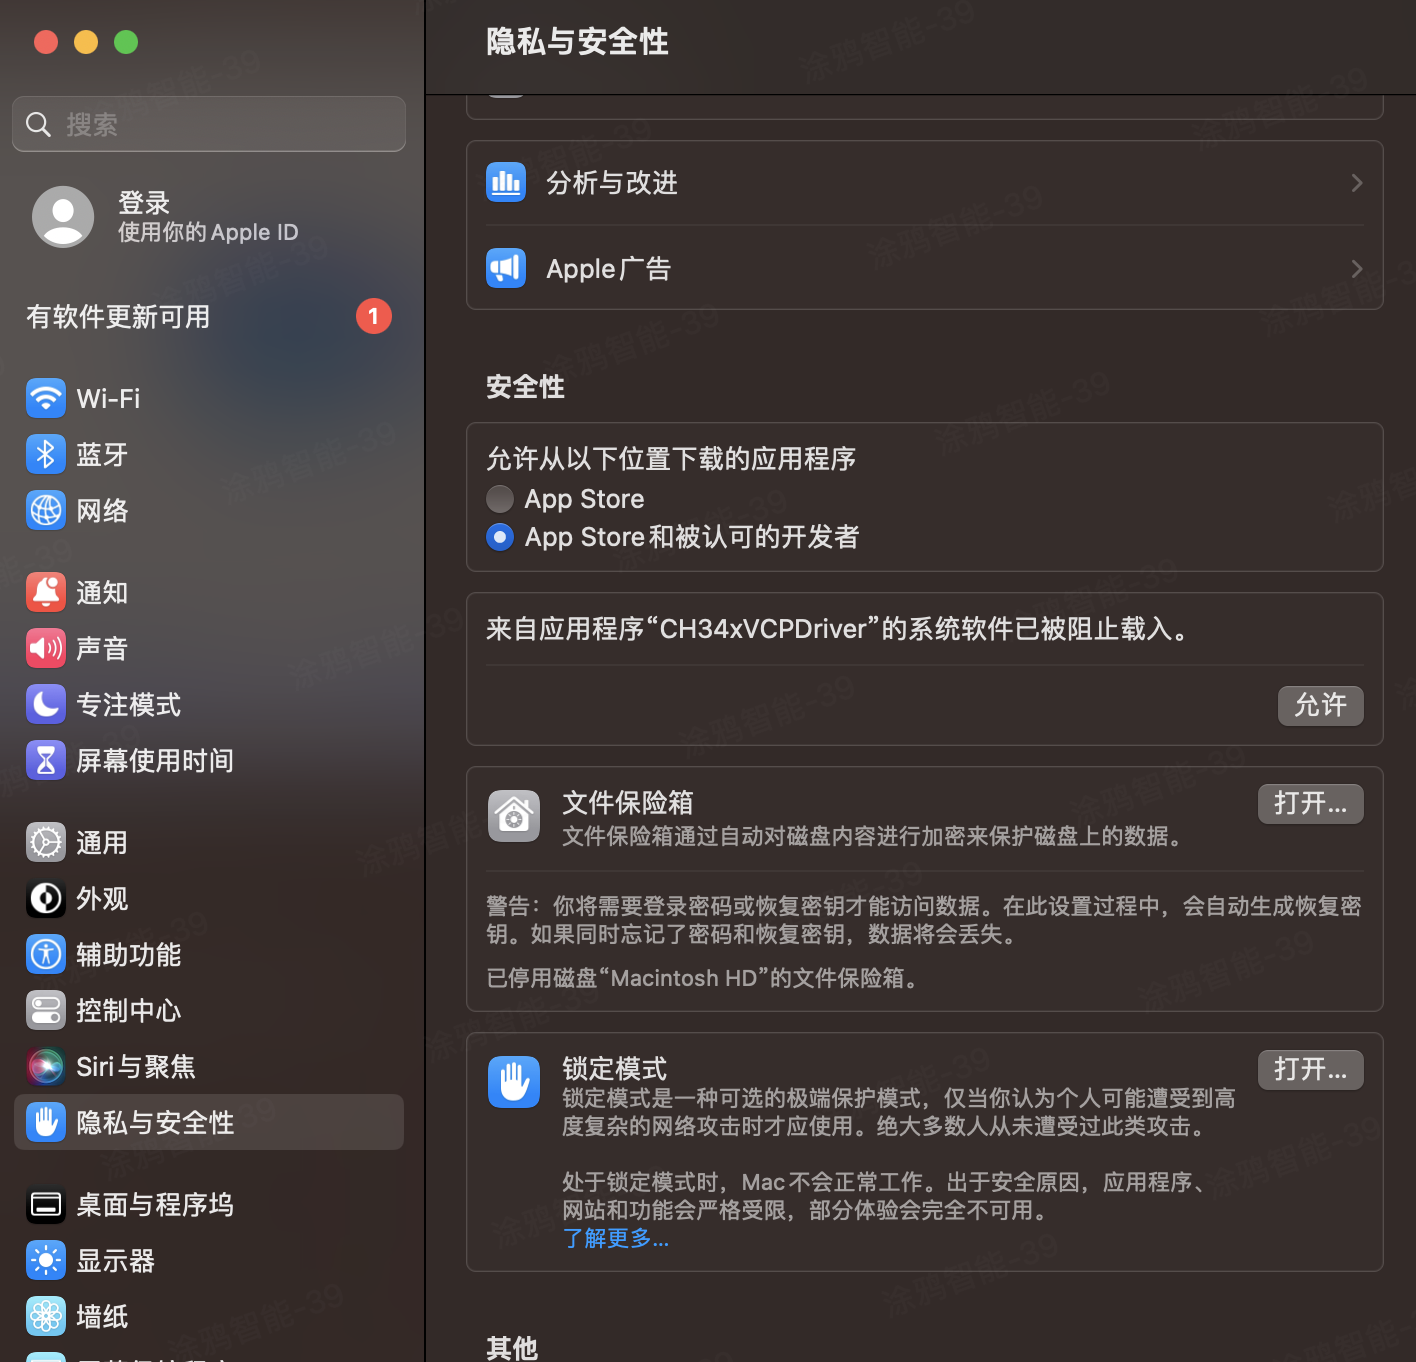 隐私与安全性
搜索
登录
使用你的Apple ID
有软件更新可用
1
Wi-Fi
蓝牙
网络
通知
声音
专注模式
屏幕使用时间
通用
外观
辅助功能
控制中心
Siri与聚焦
隐私与安全性
桌面与程序坞
显示器
墙纸
分析与改进
Apple广告
安全性
允许从以下位置下载的应用程序
App Store
App Store和被认可的开发者
来自应用程序“CH34xVCPDriver”的系统软件已被阻止载入。
允许
文件保险箱
打开...
文件保险箱通过自动对磁盘内容进行加密来保护磁盘上的数据。
警告：你将需要登录密码或恢复密钥才能访问数据。在此设置过程中，会自动生成恢复密
钥。如果同时忘记了密码和恢复密钥，数据将会丢失。
已停用磁盘“Macintosh HD”的文件保险箱。
锁定模式
打开...
锁定模式是一种可选的极端保护模式，仅当你认为个人可能遭受到高
度复杂的网络攻击时才应使用。绝大多数人从未遭受过此类攻击。
处于锁定模式时，Mac不会正常工作。出于安全原因，应用程序、
网站和功能会严格受限，部分体验会完全不可用。
了解更多...
其他
涂鸦智能-39